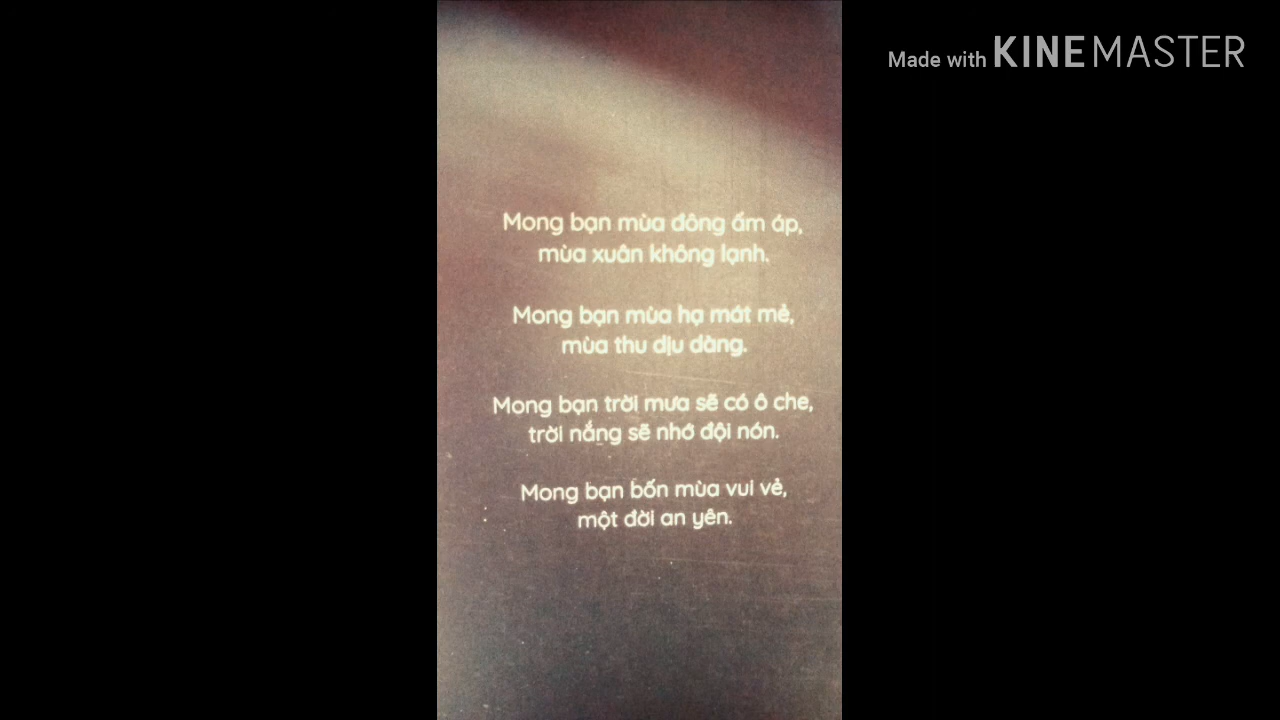 Made with KINEMASTER
Mong bạn mùa đông ấm áp,
mùa xuân không lạnh.
Mong bạn mùa hạ mát mẻ,
mùa thu dịu dàng.
Mong bạn trời mưa sẽ có ô che,
trời nắng sẽ nhớ đội nón.
Mong bạn bốn mùa vui vẻ,
một đời an yên.